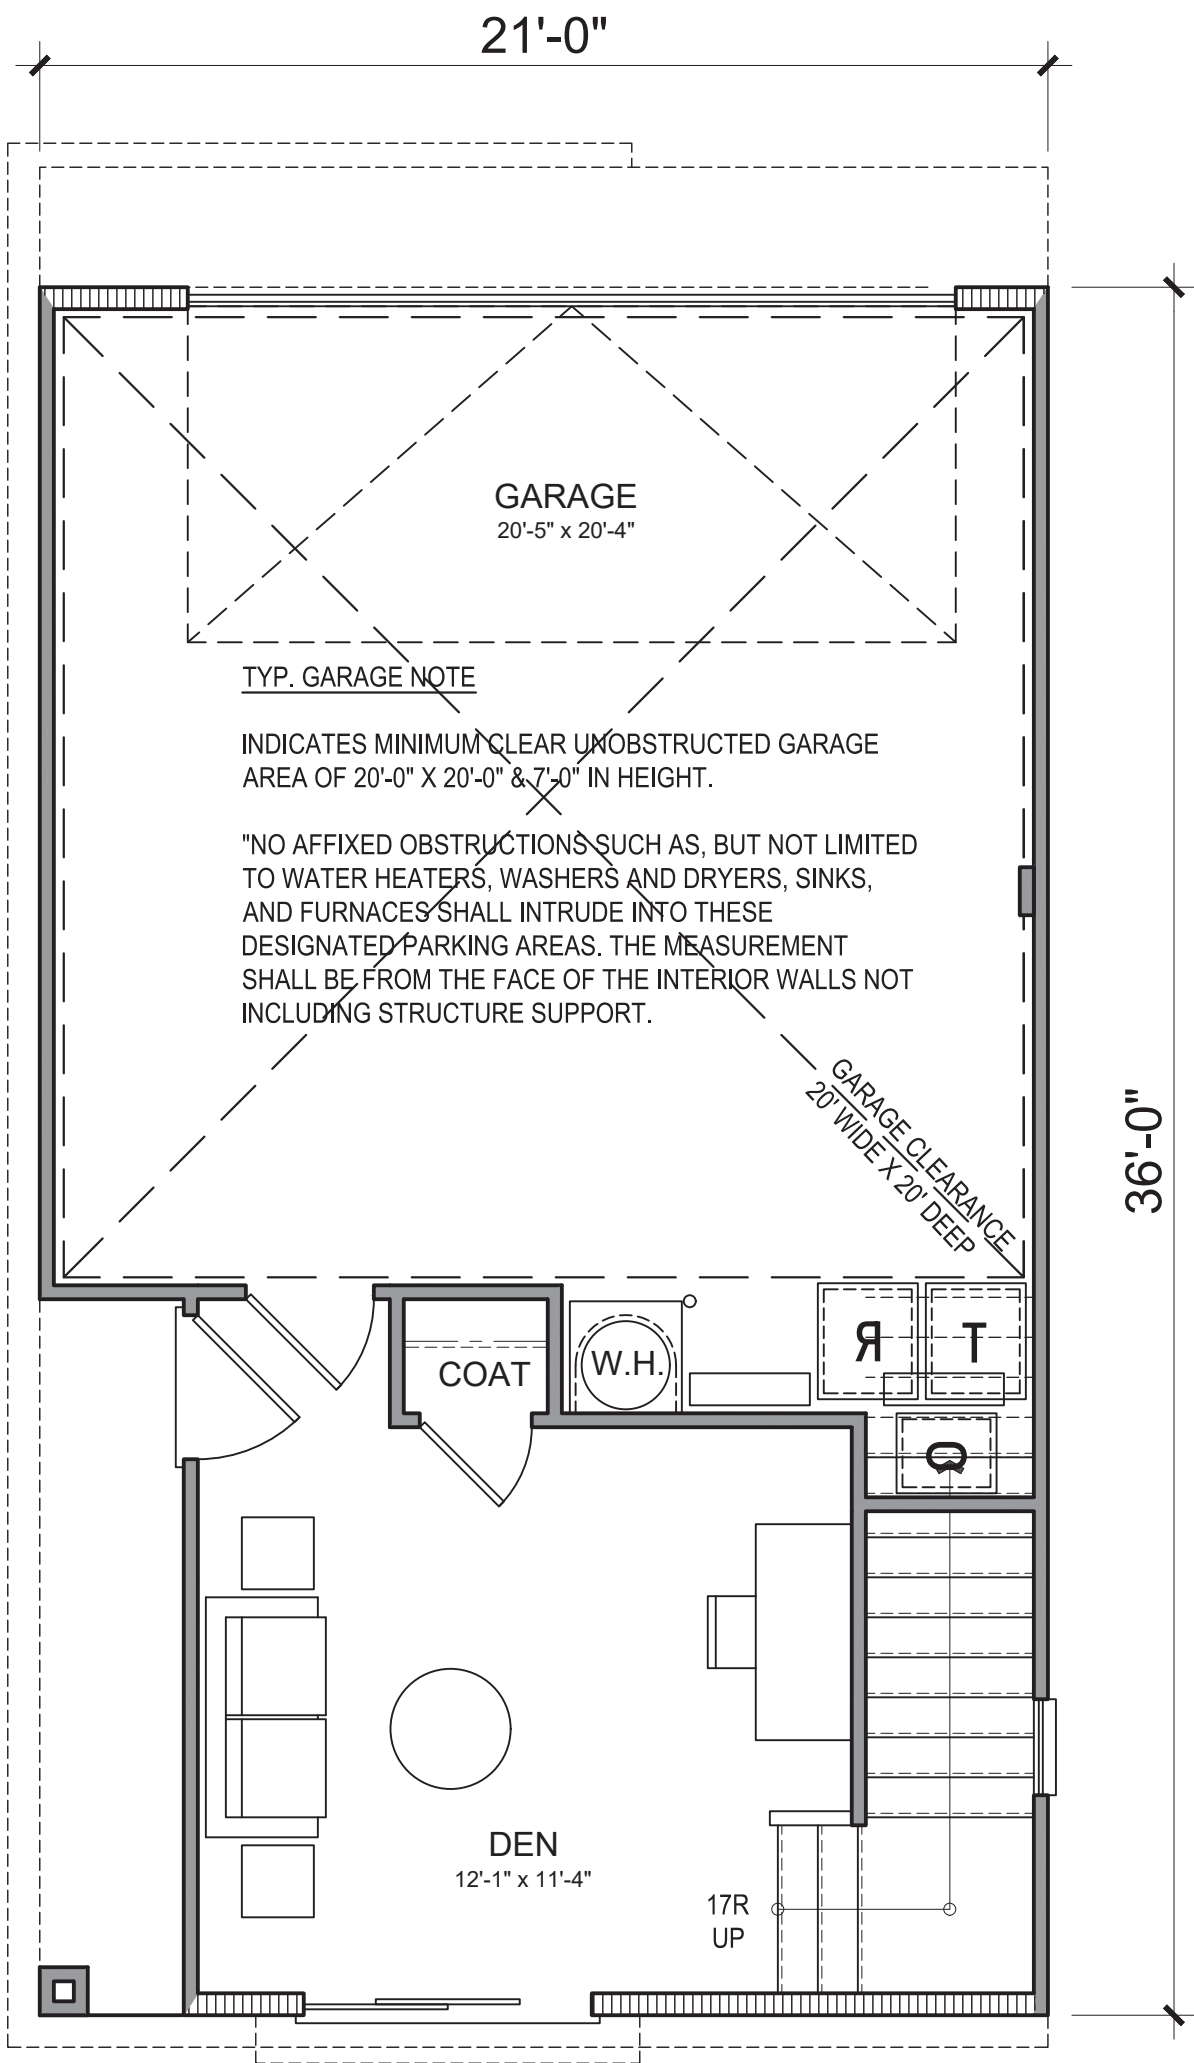 21'-0"
GARAGE
20'-5" x 20'-4"
TYP. GARAGE NOTE
INDICATES MINIMUM CLEAR UNOBSTRUCTED GARAGE
AREA OF 20'-0" X 20'-0" & 7'-0" IN HEIGHT.
"NO AFFIXED OBSTRUCTIONS SUCH AS, BUT NOT LIMITED
TO WATER HEATERS, WASHERS AND DRYERS, SINKS,
AND FURNACES SHALL INTRUDE INTO THESE
DESIGNATED PARKING AREAS. THE MEASUREMENT
SHALL BE FROM THE FACE OF THE INTERIOR WALLS NOT
INCLUDING STRUCTURE SUPPORT.
GARAGE CLEARANCE
20' WIDE X 20' DEEP
36'-0"
R
T
COAT
W.H.
O
DEN
12'-1" x 11'-4"
17R
UP